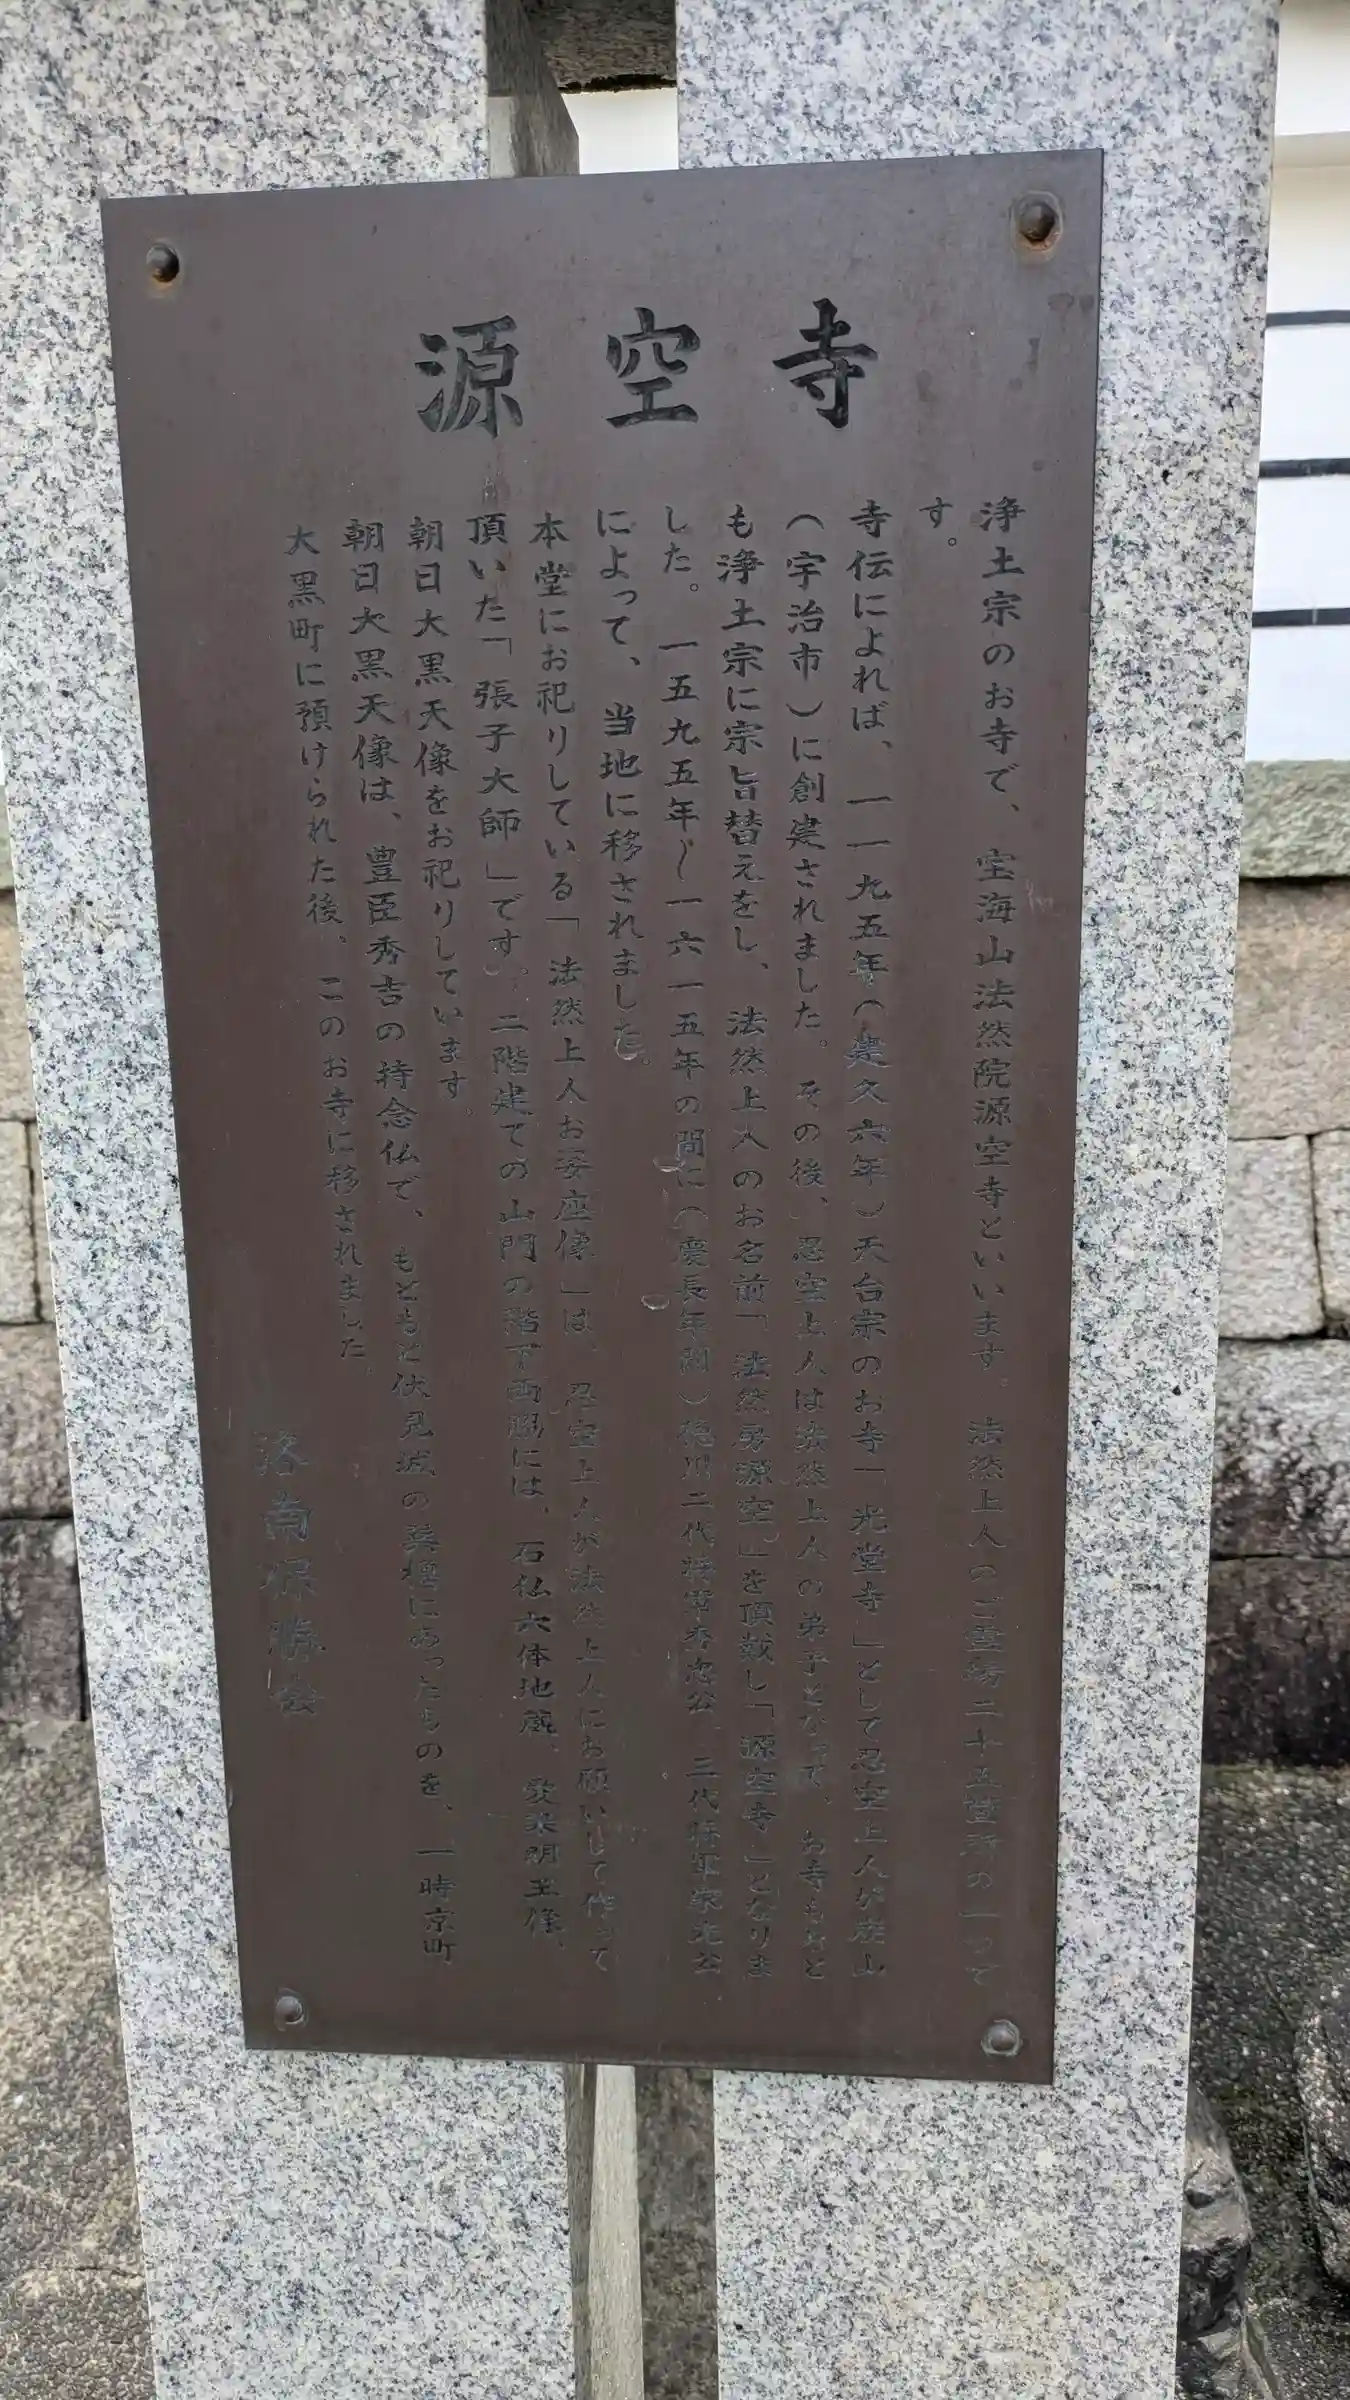 源空寺
浄土宗のお寺で、宝海山法然院源空寺といいます。法然上人のご霊場二十五箇所の一つで
す。
寺伝によれば、一一九五年(建久六年)天台宗のお寺「光堂寺」として忍空上人が在山
(宇治市)に創建されました。その後、忍空上人は法然上人の弟子となって、お寺もろと
も浄土宗に宗旨替えをし、法然上人のお名前「法然房源空」を頂戴し「源空寺」となりま
した。一五九五年〜一六一五年の間に(慶長年間)徳川二代将軍秀忠公、三代将軍家光公
によって、当地に移されました。
本堂にお祀りしている「法然上人お姿座像」は、忍空上人が法然上人にお願いして作って
頂いた「張子大師」です。二階建ての山門の階下両脇には、石仏六体地蔵、愛染明王像、
朝日大黒天像をお祀りしています。
朝日大黒天像は、豊臣秀吉の持念仏で、もともと伏見城の巽櫓にあったものを、一時京町
大黒町に預けられた後、このお寺に移されました。
洛南保勝会